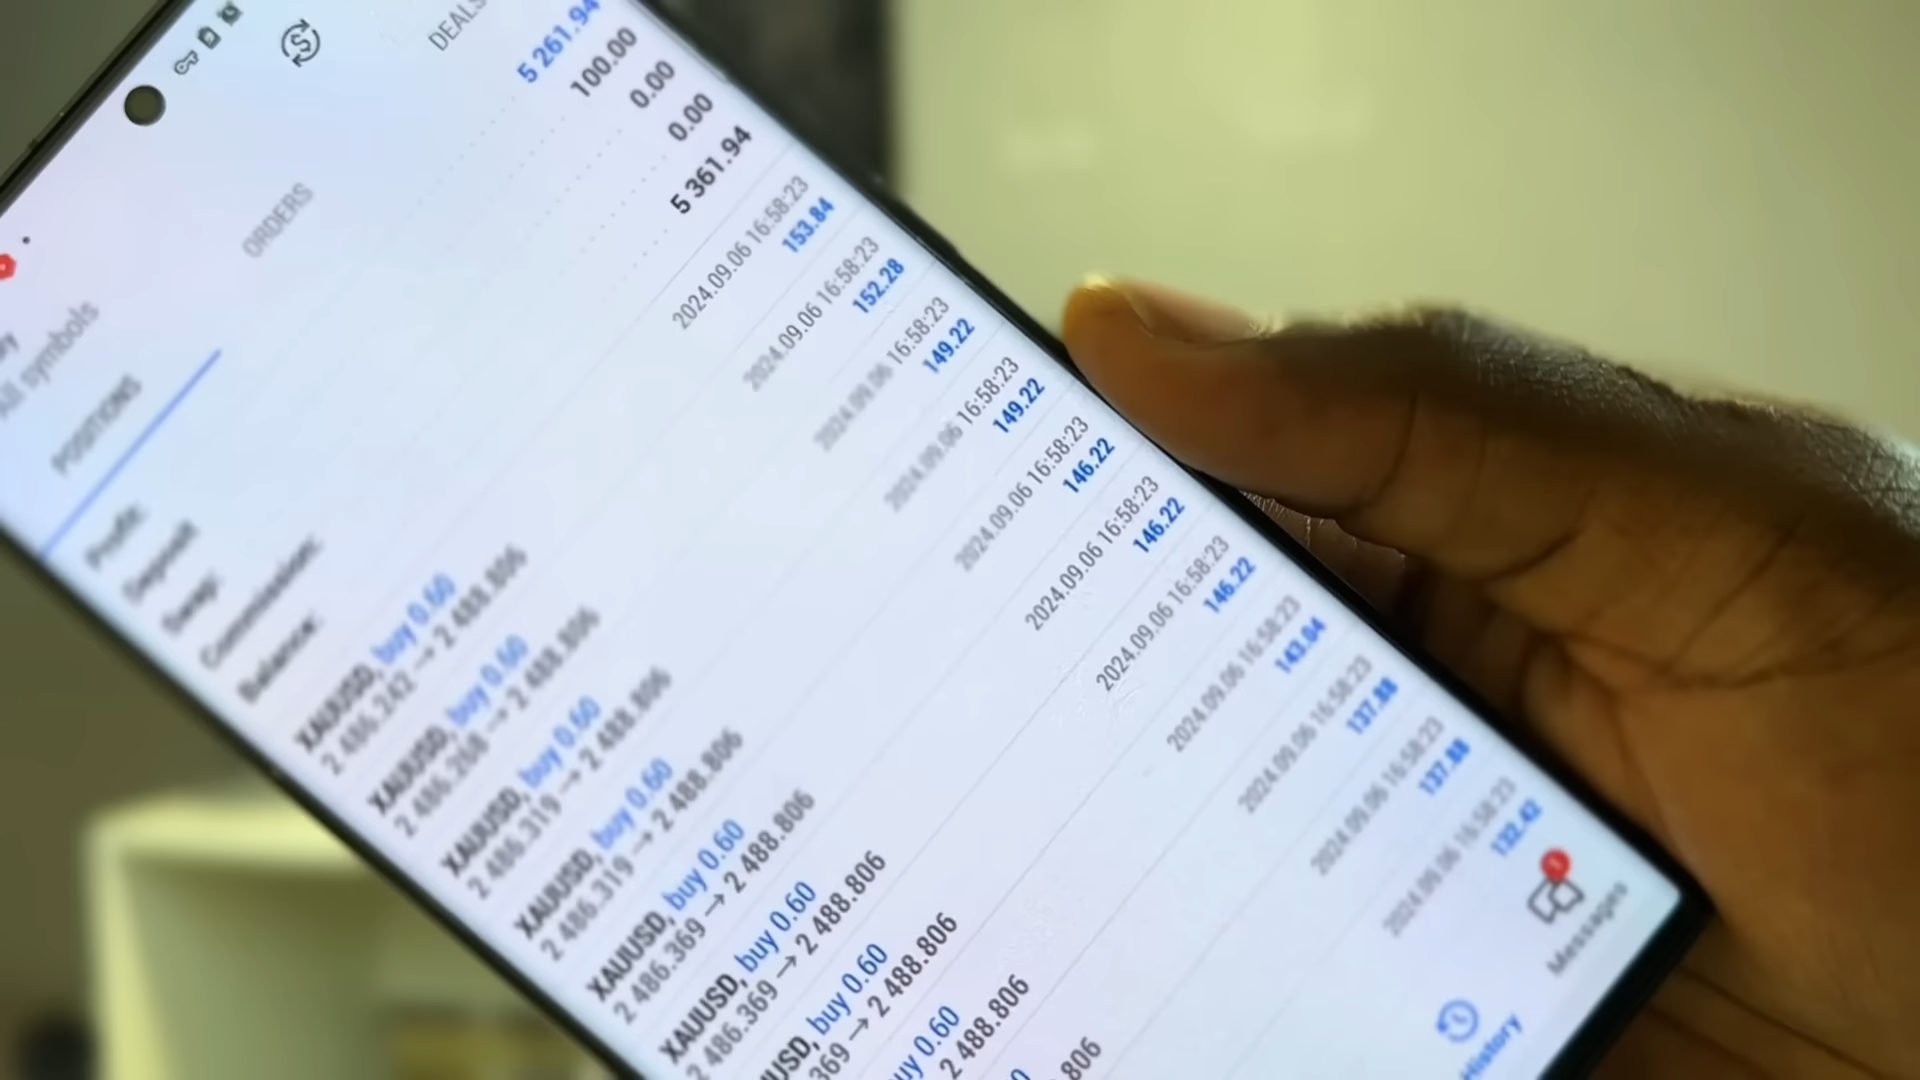 DEALS
ORDERS
All symbols
POSITIONS
Profit: 5 261.94
Deposit 100.00
Swap: 0.00
Commission: 0.00
Balance: 5 361.94
XAUUSD, buy 0.60 2024.09.06 16:58:23
2 486.242 → 2 488.806 153.84
XAUUSD, buy 0.60 2024.09.06 16:58:23
2 486.268 → 2 488.806 152.28
XAUUSD, buy 0.60 2024.09.06 16:58:23
2 486.319 → 2 488.806 149.22
XAUUSD, buy 0.60 2024.09.06 16:58:23
2 486.319 → 2 488.806 149.22
XAUUSD, buy 0.60 2024.09.06 16:58:23
2 486.369 → 2 488.806 146.22
XAUUSD, buy 0.60 2024.09.06 16:58:23
2 486.369 → 2 488.806 146.22
USD, buy 0.60 2024.09.06 16:58:23
369 → 2 488.806 146.22
buy 0.60 2024.09.06 16:58:23
2 488.806 143.04
2024.09.06 16:58:23
806 137.88
2024.09.06 16:58:23
137.88
2024.09.06 16:58:23
132.42
History
Messages